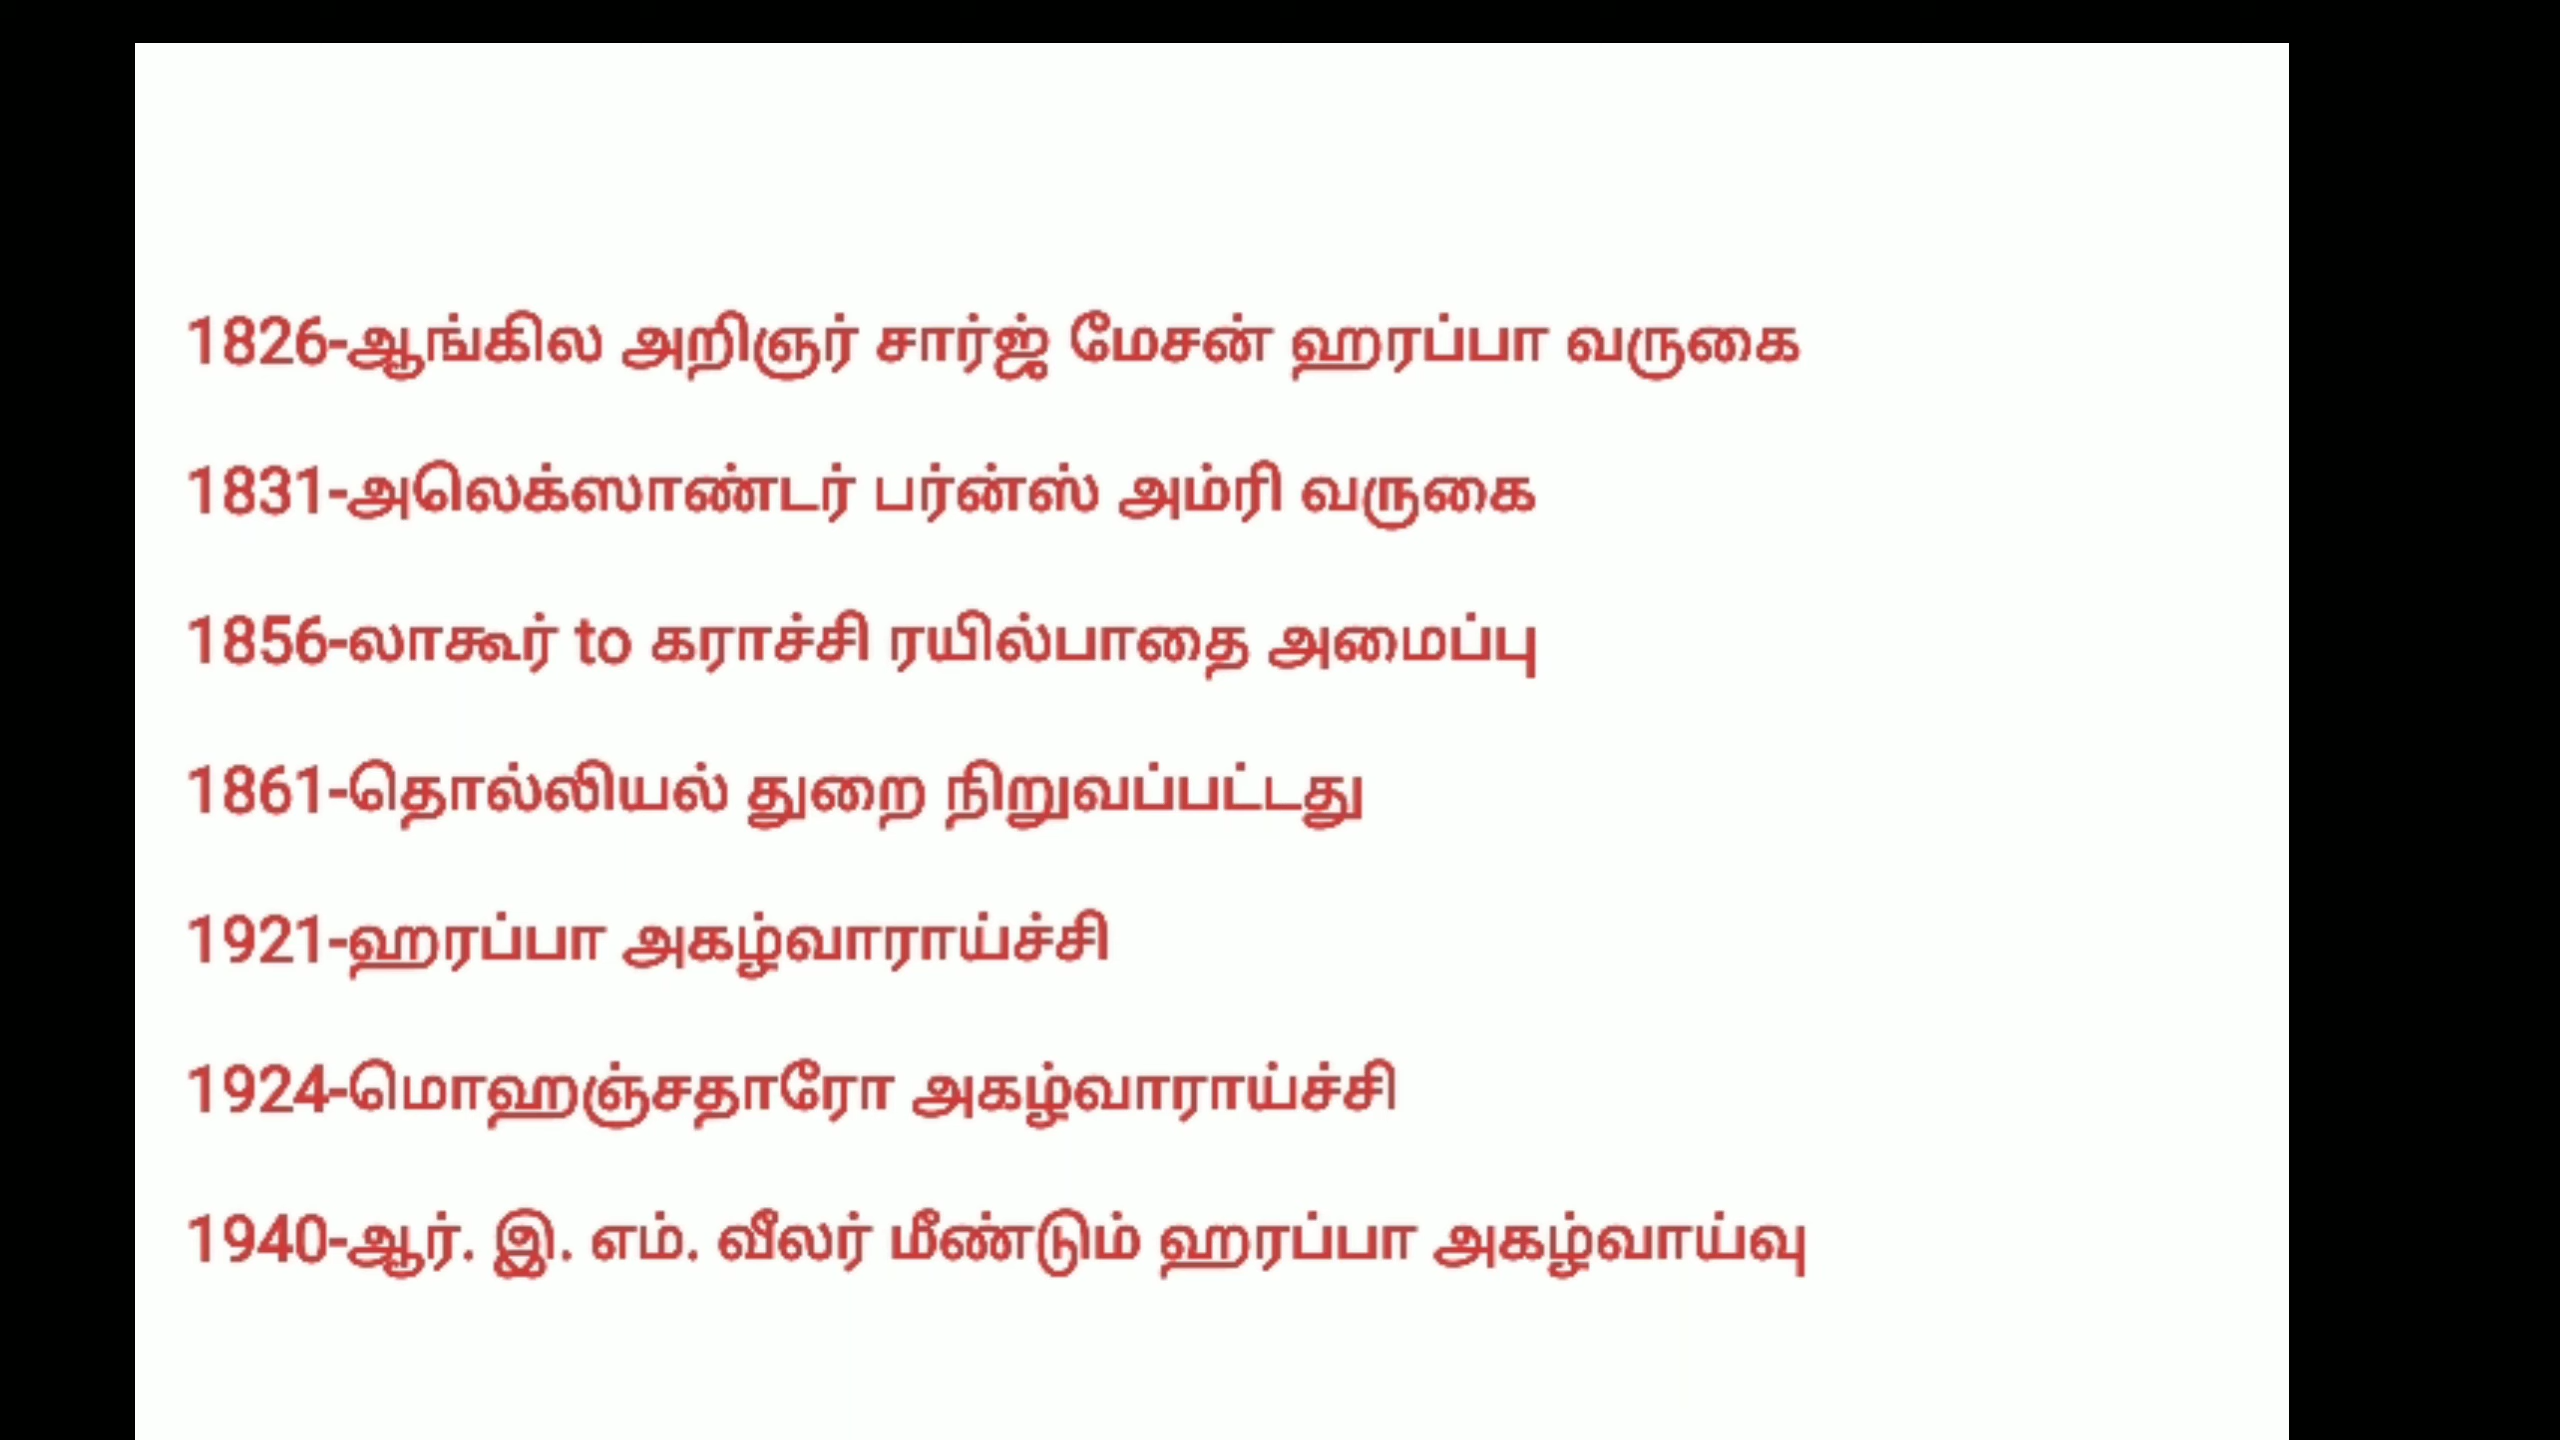 1826-ஆங்கில அறிஞர் சார்ஜ் மேசன் ஹரப்பா வருகை
1831-அலெக்ஸாண்டர் பர்ன்ஸ் அம்ரி வருகை
1856-லாகூர் to கராச்சி ரயில்பாதை அமைப்பு
1861-தொல்லியல் துறை நிறுவப்பட்டது
1921-ஹரப்பா அகழ்வாராய்ச்சி
1924-மொஹஞ்சதாரோ அகழ்வாராய்ச்சி
1940-ஆர். இ. எம். வீலர் மீண்டும் ஹரப்பா அகழ்வாய்வு